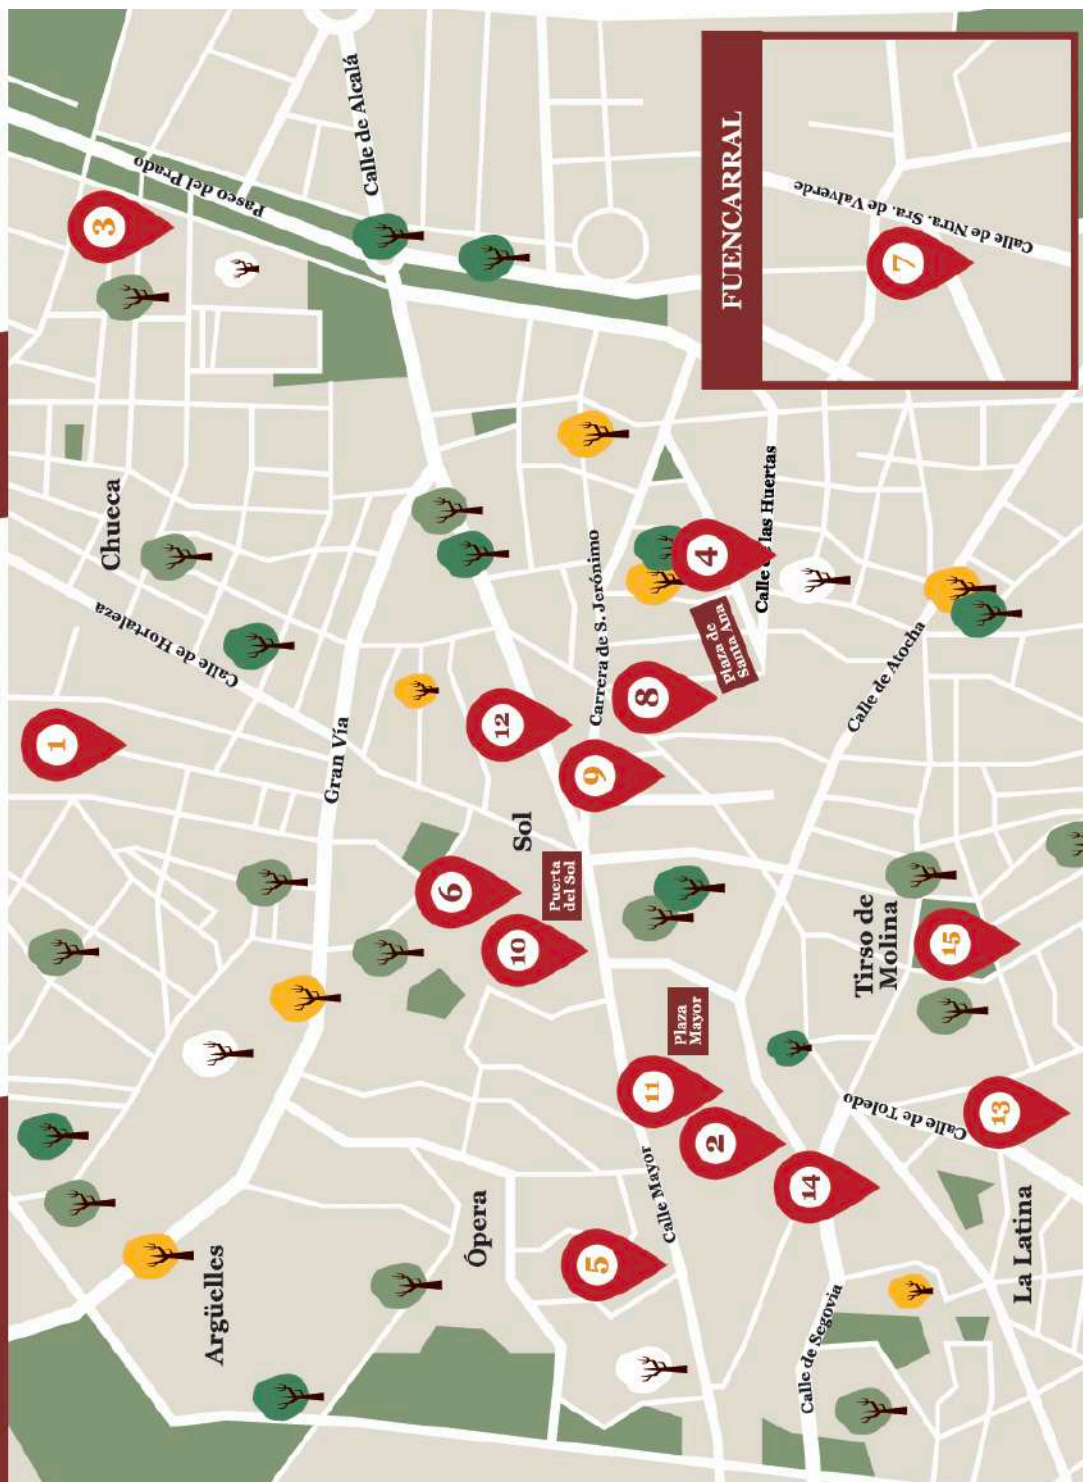 1
3
Chueca
Calle de Hortaleza
Paseo del Prado
Argüelles
Gran Vía
Calle de Alcalá
6
Ópera
12
10
Sol
Puerta
del Sol
5
9
Carrera de S. Jerónimo
8
11
Calle Mayor
Plaza
Mayor
2
4
Plaza de
Santa Ana
FUENCARRAL
Calle de las Huertas
14
Calle de Segovia
Calle de Atocha
Tirso de
Molina
7
Calle de Ntra. Sra. de Valverde
Calle de Toledo
15
13
La Latina